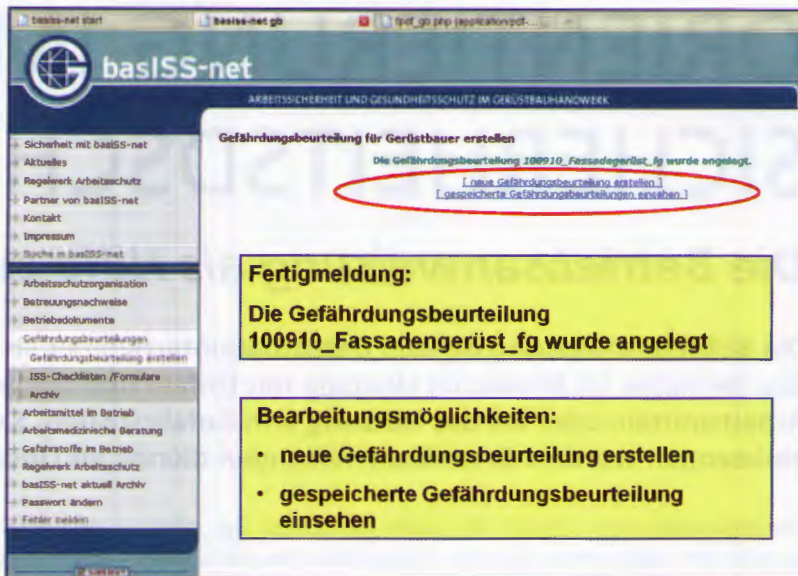 basiss-net start
basiss-net gb
fpdf_gb.php (application/pdf-...
G
basISS-net
ARBEITSSICHERHEIT UND GESUNDHEITSSCHUTZ IM GERÜSTBAUHANDWERK
Sicherheit mit basISS-net
Aktuelles
Regelwerk Arbeitsschutz
Partner von basISS-net
Kontakt
Impressum
Suche in basISS-net
Arbeitsschutzorganisation
Betreuungsnachweise
Betriebsdokumente
Gefährdungsbeurteilungen
Gefährdungsbeurteilung erstellen
ISS-Checklisten /Formulare
Archiv
Arbeitsmittel im Betrieb
Arbeitsmedizinische Beratung
Gefahrstoffe im Betrieb
Regelwerk Arbeitsschutz
basISS-net aktuell Archiv
Passwort ändern
Fehler melden
Gefährdungsbeurteilung für Gerüstbauer erstellen
Die Gefährdungsbeurteilung 100910_Fassadegerüst_fg wurde angelegt.
[ neue Gefährdungsbeurteilung erstellen ]
[ gespeicherte Gefährdungsbeurteilungen einsehen ]
Fertigmeldung:
Die Gefährdungsbeurteilung
100910_Fassadengerüst_fg wurde angelegt
Bearbeitungsmöglichkeiten:
• neue Gefährdungsbeurteilung erstellen
• gespeicherte Gefährdungsbeurteilung
einsehen